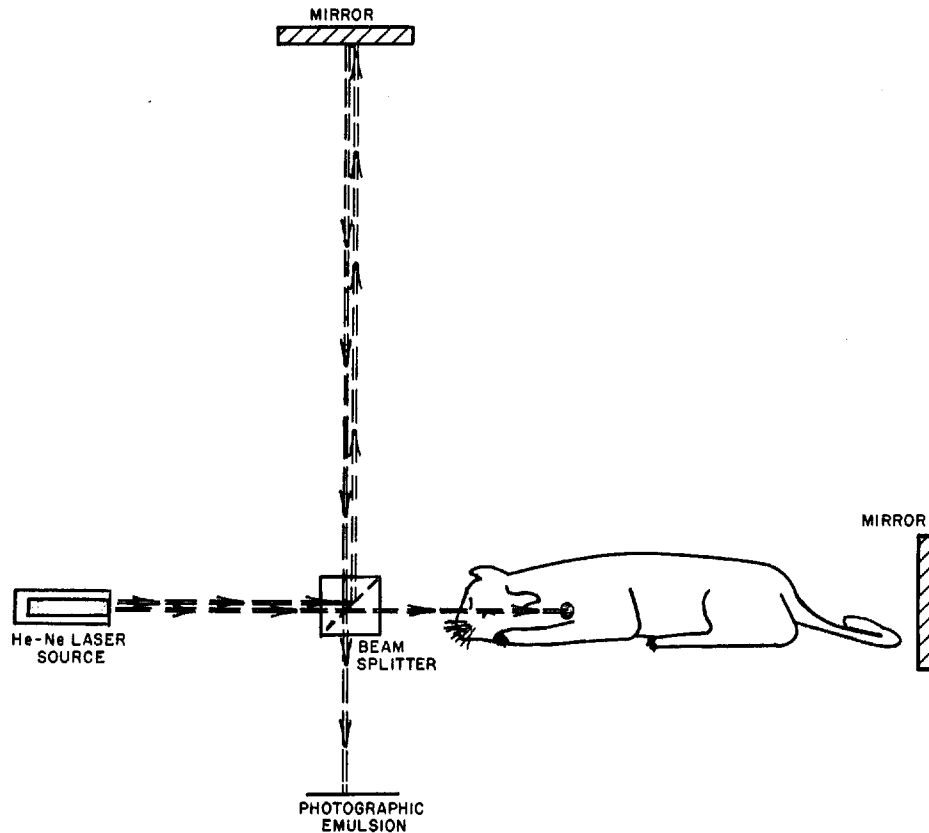 MIRROR
MIRROR
He-Ne LASER
SOURCE
BEAM
SPLITTER
PHOTOGRAPHIC
EMULSION